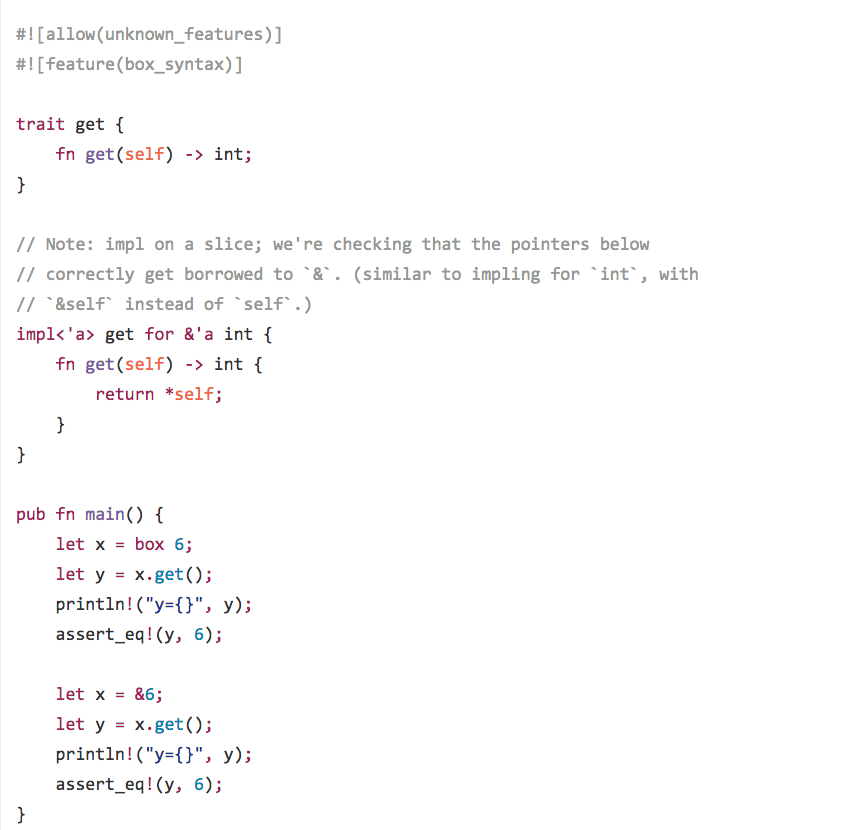 #![allow(unknown_features)]
#![feature(box_syntax)]

trait get {
    fn get(self) -> int;
}

// Note: impl on a slice; we're checking that the pointers below
// correctly get borrowed to `&`. (similar to impling for `int`, with
// `&self` instead of `self`.)
impl<'a> get for &'a int {
    fn get(self) -> int {
        return *self;
    }
}

pub fn main() {
    let x = box 6;
    let y = x.get();
    println!("y={}", y);
    assert_eq!(y, 6);

    let x = &6;
    let y = x.get();
    println!("y={}", y);
    assert_eq!(y, 6);
}